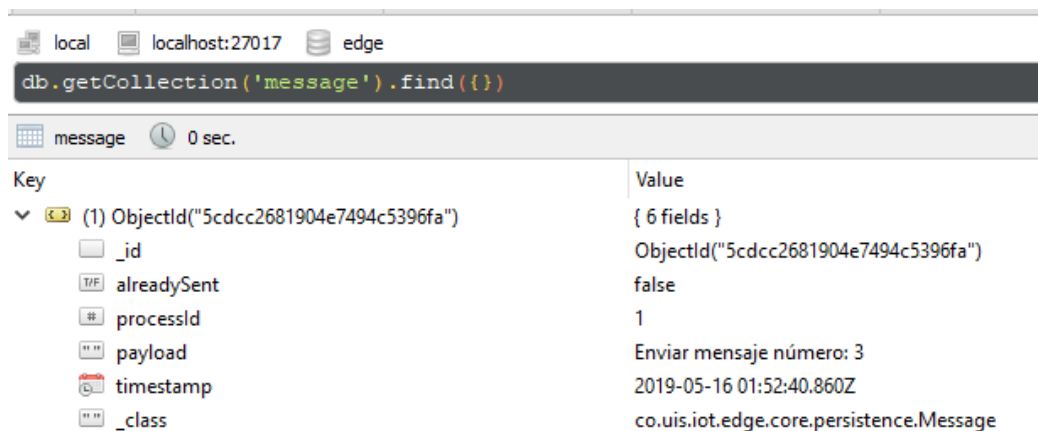 local localhost:27017 edge
db.getCollection('message').find({})
message 0 sec.
Key Value
(1) ObjectId("5cdcc2681904e7494c5396fa") { 6 fields }
_id ObjectId("5cdcc2681904e7494c5396fa")
T/F alreadySent false
# processId 1
"" payload Enviar mensaje número: 3
timestamp 2019-05-16 01:52:40.860Z
"" _class co.uis.iot.edge.core.persistence.Message